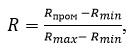 R = (R_пром − R_min) / (R_max − R_min),